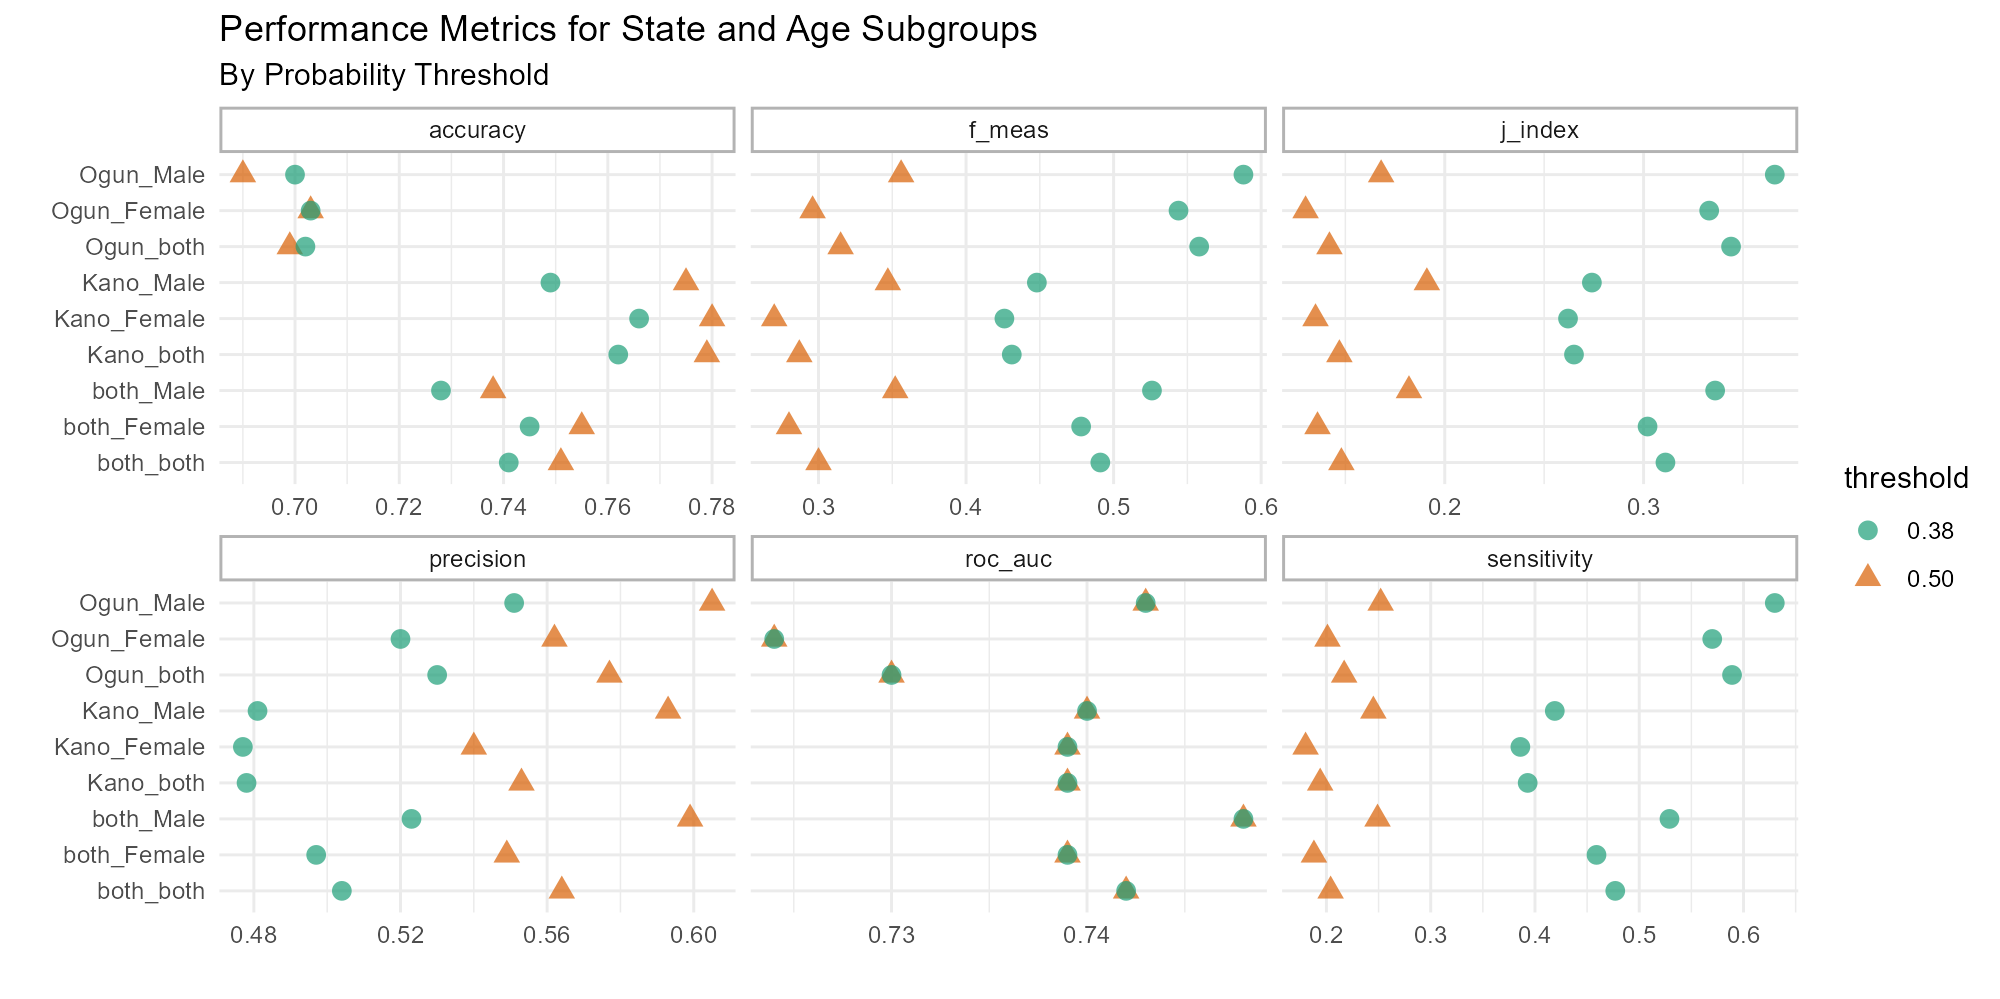 Performance Metrics for State and Age Subgroups
By Probability Threshold
accuracy
f_meas
j_index
Ogun_Male
Ogun_Female
Ogun_both
Kano_Male
Kano_Female
Kano_both
both_Male
both_Female
both_both
0.70 0.72 0.74 0.76 0.78
0.3 0.4 0.5 0.6
0.2 0.3
precision
roc_auc
sensitivity
Ogun_Male
Ogun_Female
Ogun_both
Kano_Male
Kano_Female
Kano_both
both_Male
both_Female
both_both
0.48 0.52 0.56 0.60
0.73 0.74
0.2 0.3 0.4 0.5 0.6
threshold
0.38
0.50